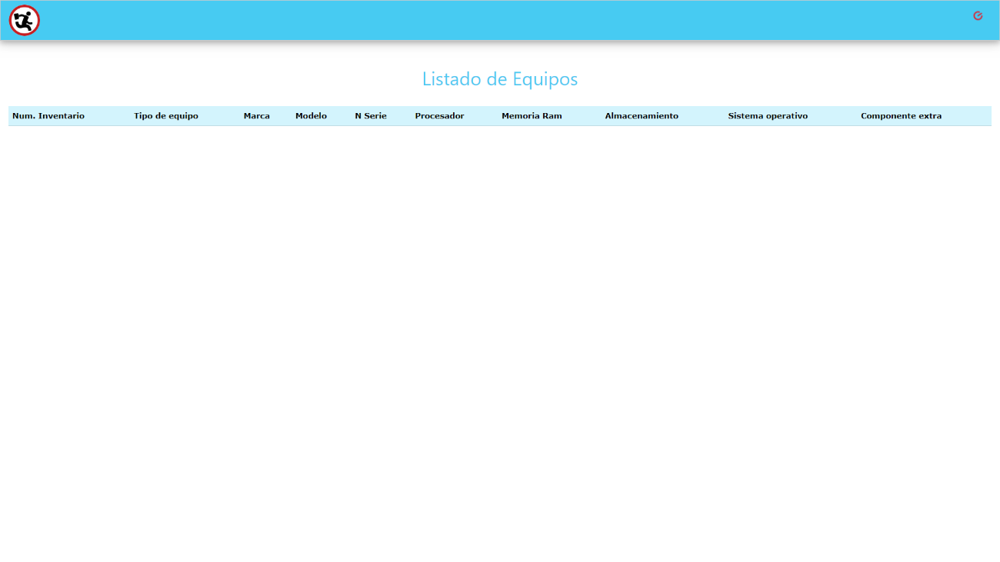 Listado de Equipos
Num. Inventario Tipo de equipo Marca Modelo N Serie Procesador Memoria Ram Almacenamiento Sistema operativo Componente extra